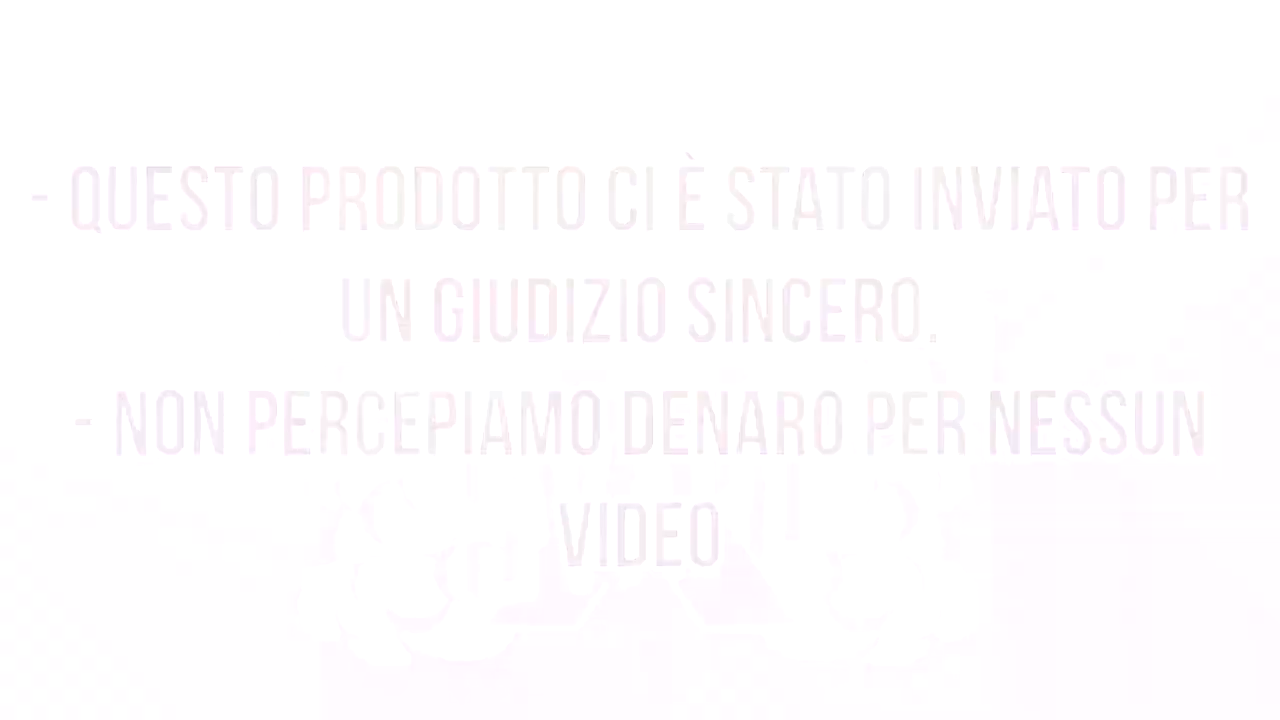 - QUESTO PRODOTTO CI È STATO INVIATO PER
UN GIUDIZIO SINCERO.
- NON PERCEPIAMO DENARO PER NESSUN
VIDEO